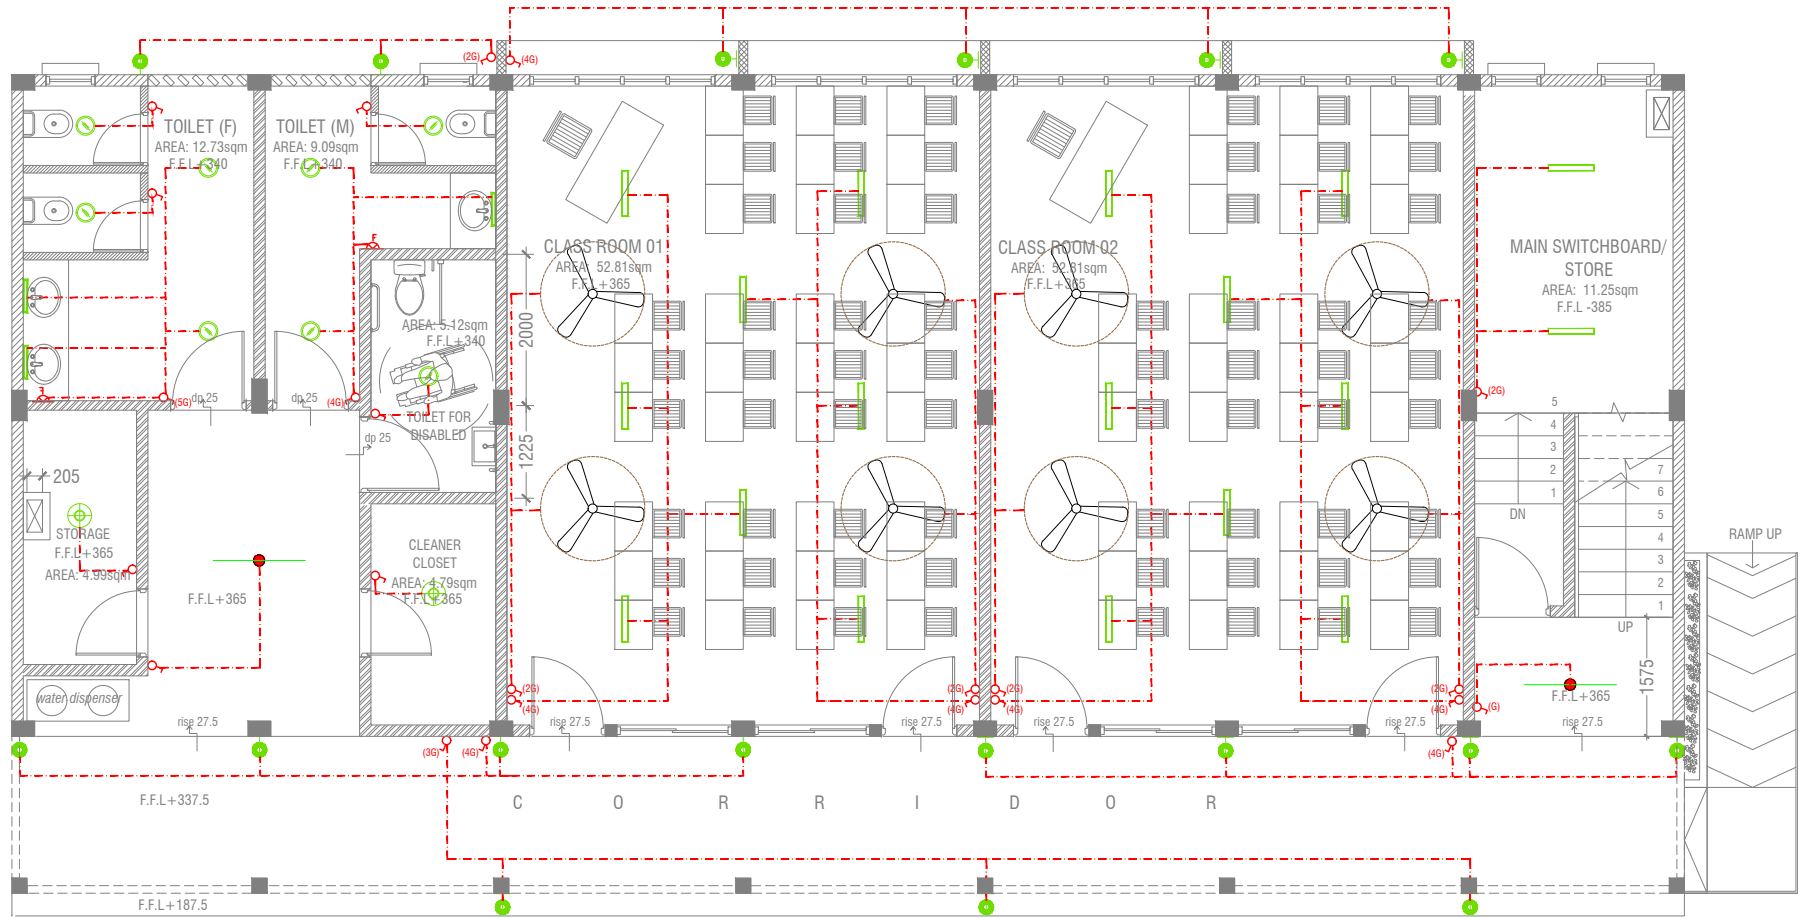 (2G)
(4G)
TOILET (F)
AREA: 12.73sqm
F.F.L+340
TOILET (M)
AREA: 9.09sqm
F.F.L+340
CLASS ROOM 01
AREA: 52.81sqm
F.F.L+365
CLASS ROOM 02
AREA: 52.81sqm
F.F.L+365
MAIN SWITCHBOARD/
STORE
AREA: 11.25sqm
F.F.L -385
F
AREA: 5.12sqm
F.F.L+340
TOILET FOR
DISABLED
2000
1225
(5G)
dp 25
dp 25
(4G)
dp 25
(2G)
5
4
3
2
1
DN
7
6
5
4
3
2
1
UP
RAMP UP
205
STORAGE
F.F.L+365
AREA: 4.99sqm
F.F.L+365
CLEANER
CLOSET
AREA: 4.79sqm
F.F.L+365
water dispenser
(2G)
(4G)
(2G)
(4G)
(2G)
(4G)
(2G)
(4G)
(G)
F.F.L+365
1575
rise 27.5
rise 27.5
rise 27.5
rise 27.5
rise 27.5
rise 27.5
(3G)
(4G)
(4G)
F.F.L+337.5
C O R R I D O R
F.F.L+187.5